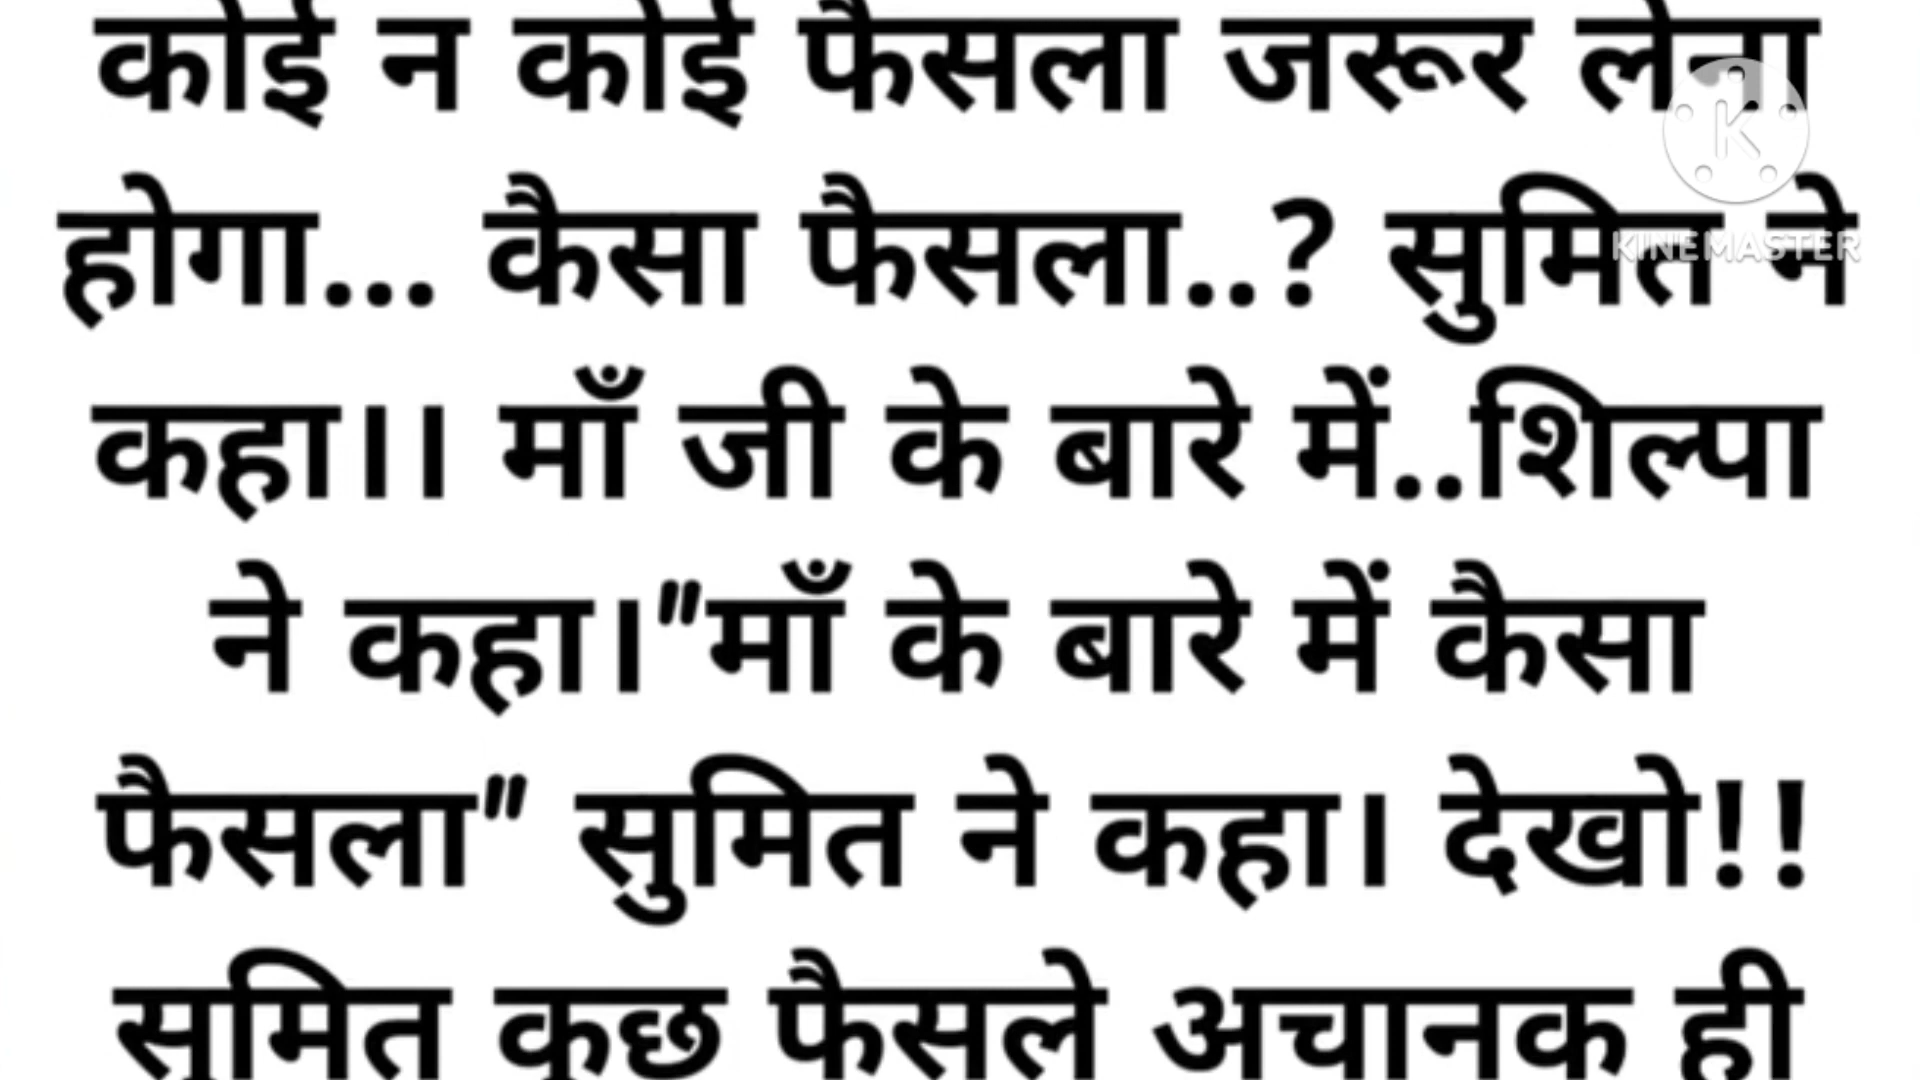 कोई न कोई फैसला जरूर लेना
होगा... कैसा फैसला..? सुमित ने
कहा।। माँ जी के बारे में..शिल्पा
ने कहा।"माँ के बारे में कैसा
फैसला" सुमित ने कहा। देखो!!
सुमित कुछ फैसले अचानक ही
KINEMASTER